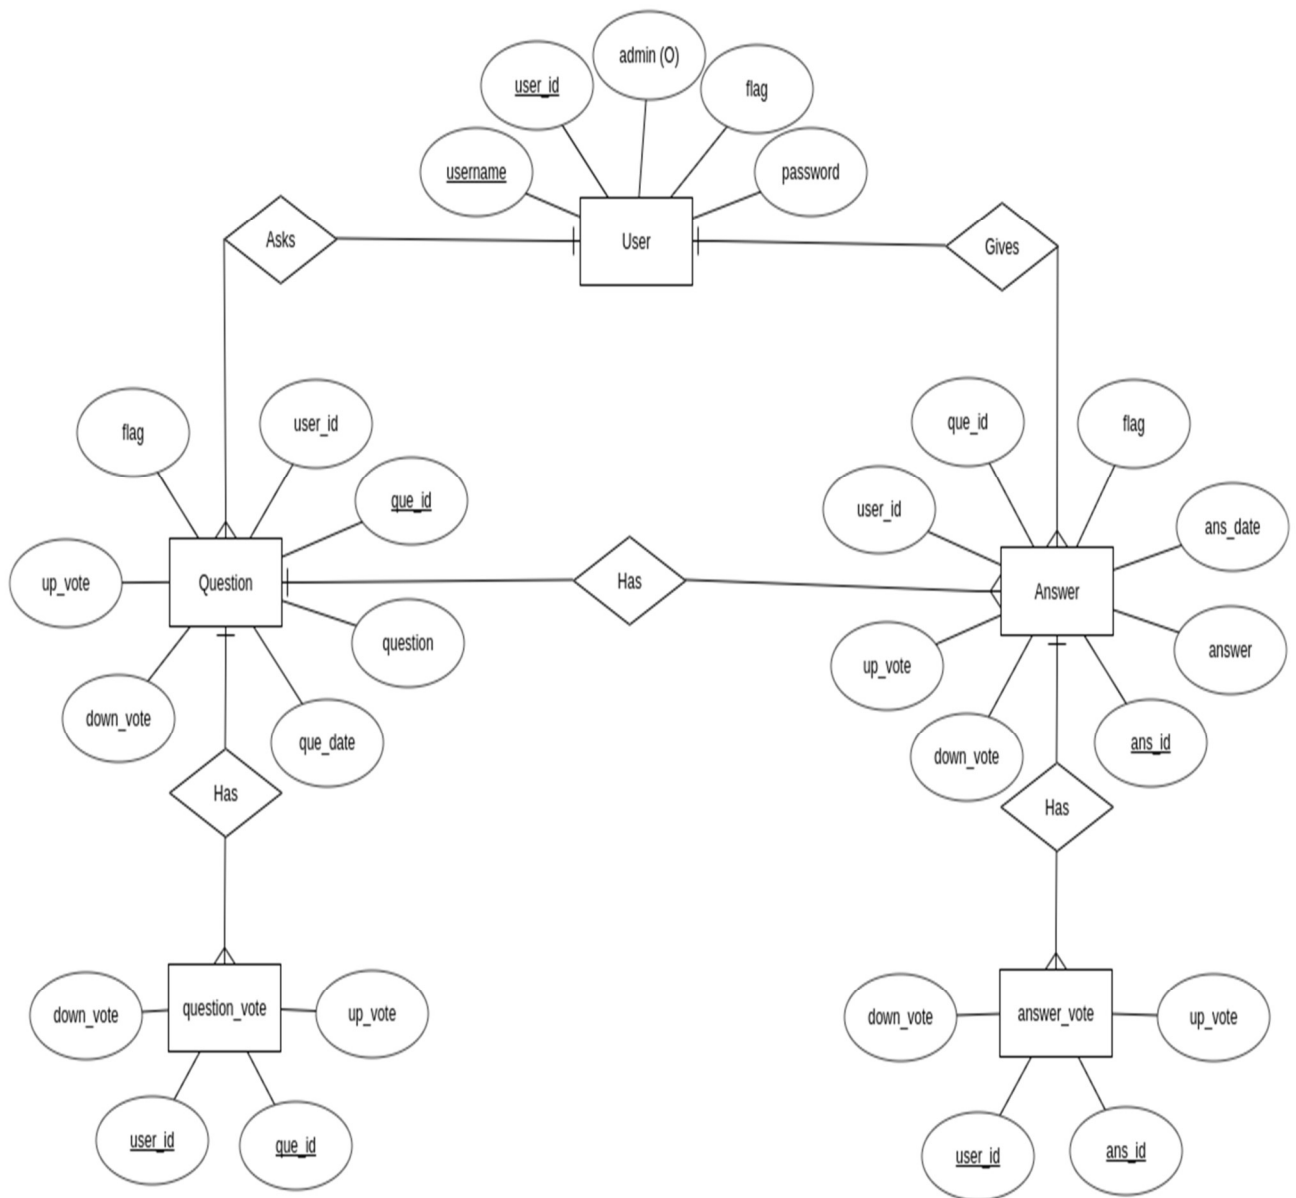 admin (O)
user_id
flag
username
password
Asks
User
Gives
flag
user_id
que_id
flag
que_id
user_id
ans_date
up_vote
Question
Has
Answer
question
answer
up_vote
down_vote
que_date
down_vote
ans_id
Has
Has
down_vote
question_vote
up_vote
down_vote
answer_vote
up_vote
user_id
que_id
user_id
ans_id